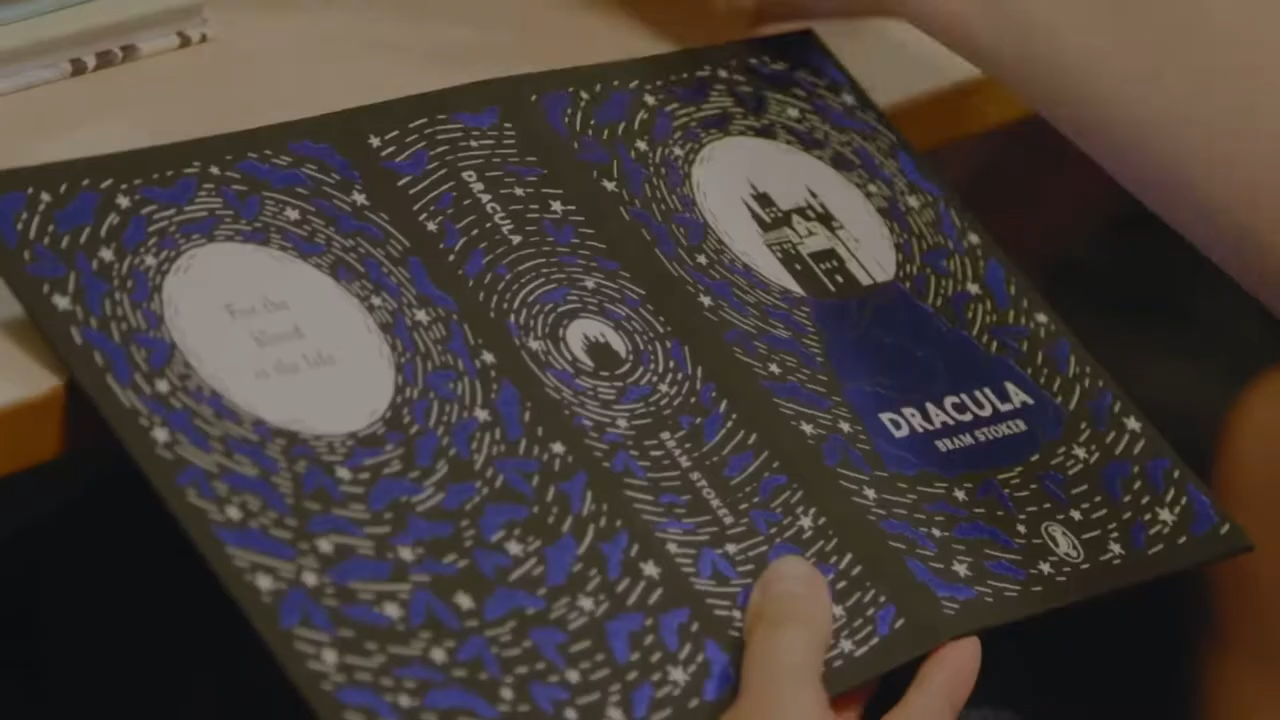 For the
blood
is the life
DRACULA
BRAM STOKER
DRACULA
BRAM STOKER